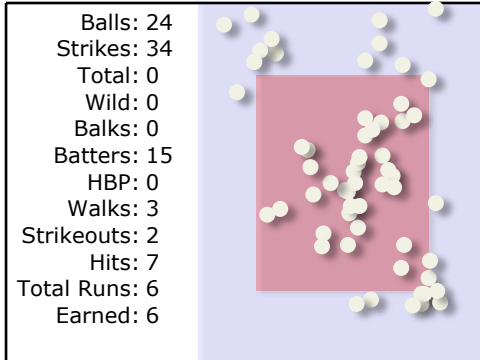 Balls: 24
Strikes: 34
Total: 0
Wild: 0
Balks: 0
Batters: 15
HBP: 0
Walks: 3
Strikeouts: 2
Hits: 7
Total Runs: 6
Earned: 6